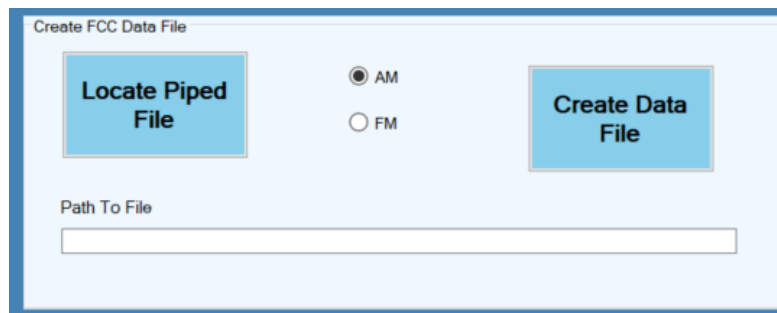 Create FCC Data File
Locate Piped
File
AM
FM
Create Data
File
Path To File